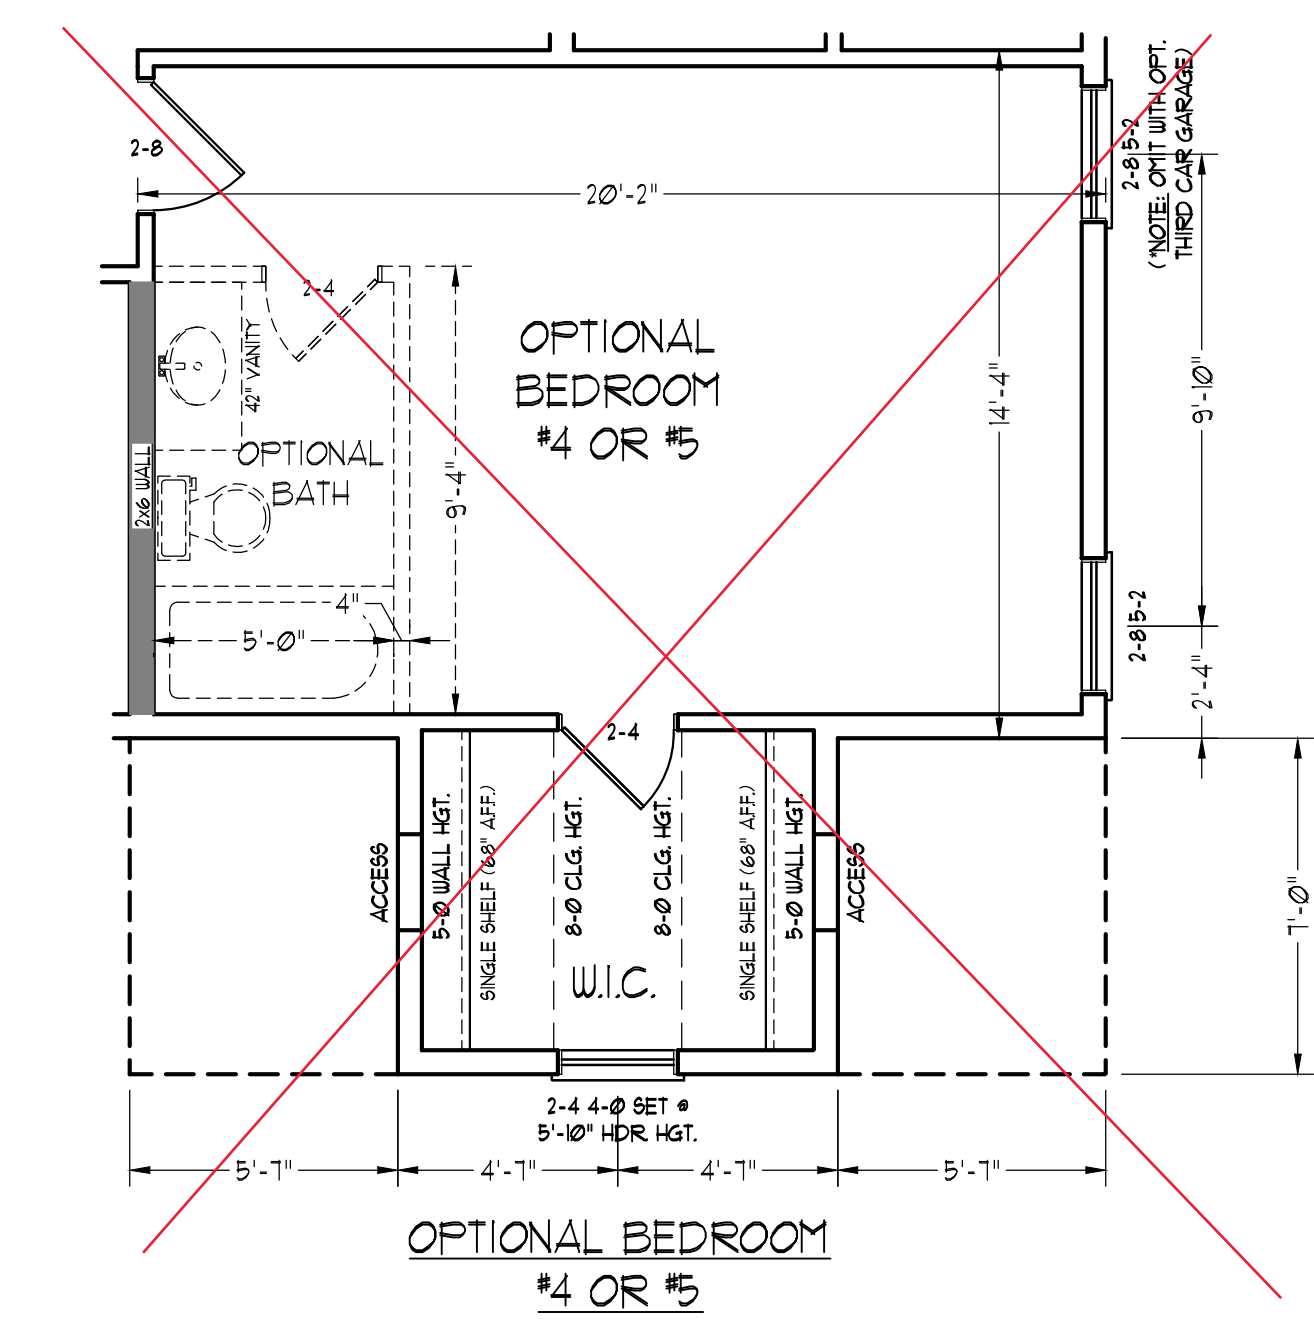 2-8
20'-2"
2-8 5-2
(*NOTE: OMIT WITH OPT.
THIRD CAR GARAGE)
2-4
42" VANITY
OPTIONAL
BATH
2x6 WALL
9'-4"
4"
5'-0"
OPTIONAL
BEDROOM
#4 OR #5
14'-4"
9'-10"
2-8 5-2
2'-4"
2-4
ACCESS
5-0 WALL HGT.
SINGLE SHELF (68" A.F.F.)
8-0 CLG. HGT.
8-0 CLG. HGT.
SINGLE SHELF (68" A.F.F.)
5-0 WALL HGT.
ACCESS
7'-0"
W.I.C.
2-4 4-0 SET @
5'-10" HDR HGT.
5'-7"
4'-7"
4'-7"
5'-7"
OPTIONAL BEDROOM
#4 OR #5